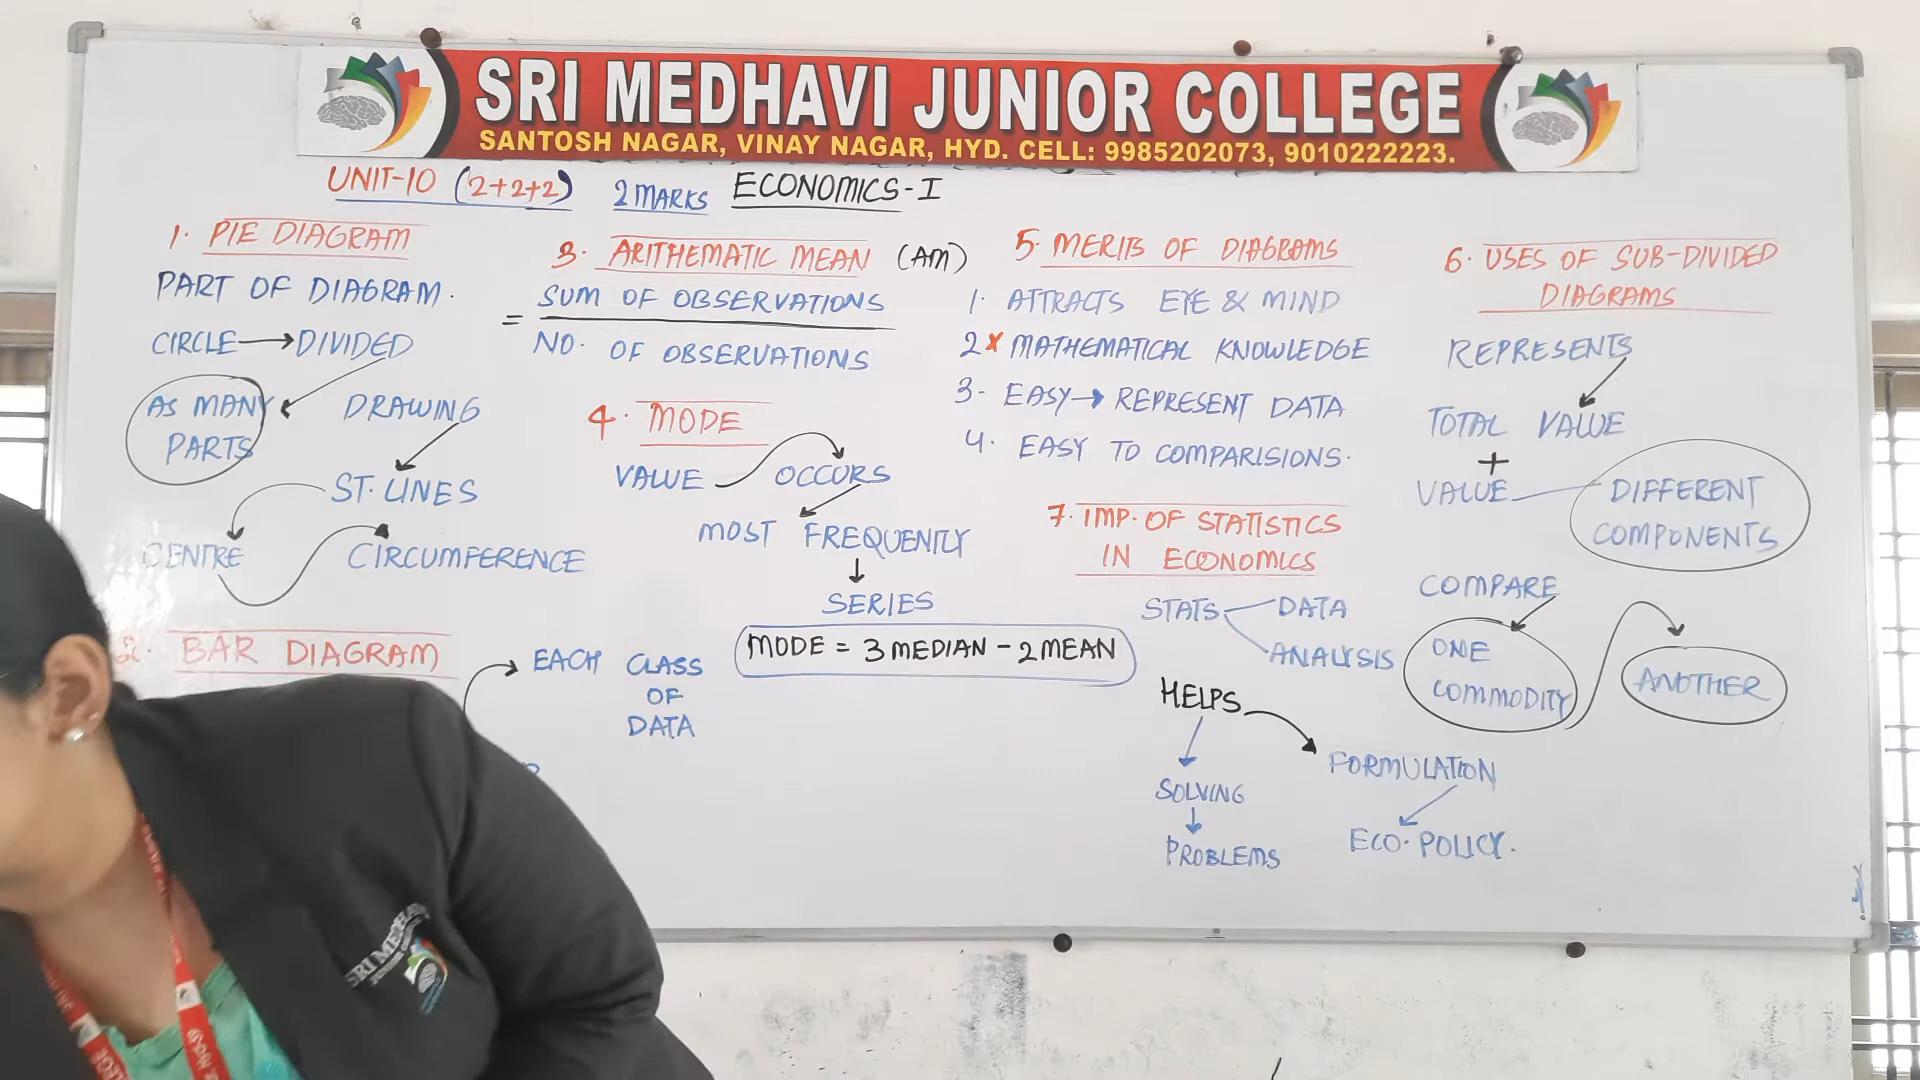 SRI MEDHAVI JUNIOR COLLEGE
SANTOSH NAGAR, VINAY NAGAR, HYD. CELL: 9985202073, 9010222223.
UNIT-10 (2+2+2) 2 MARKS ECONOMICS-I
1. PIE DIAGRAM
PART OF DIAGRAM.
CIRCLE → DIVIDED
AS MANY
PARTS
DRAWING
ST. LINES
CENTRE
CIRCUMFERENCE
2. BAR DIAGRAM
EACH CLASS
OF
DATA
3. ARITHEMATIC MEAN (AM)
= SUM OF OBSERVATIONS
NO. OF OBSERVATIONS
4. MODE
VALUE OCCURS
MOST FREQUENTLY
↓
SERIES
MODE = 3 MEDIAN - 2 MEAN
5. MERITS OF DIAGRAMS
1. ATTRACTS EYE & MIND
2 x MATHEMATICAL KNOWLEDGE
3- EASY → REPRESENT DATA
4. EASY TO COMPARISIONS.
7. IMP. OF STATISTICS
IN ECONOMICS
STATS DATA
ANALYSIS
HELPS
SOLVING
↓
PROBLEMS
FORMULATION
ECO. POLICY.
6. USES OF SUB-DIVIDED
DIAGRAMS
REPRESENTS
TOTAL VALUE
+
VALUE DIFFERENT
COMPONENTS
COMPARE
ONE
COMMODITY
ANOTHER
SRI MEDHAVI